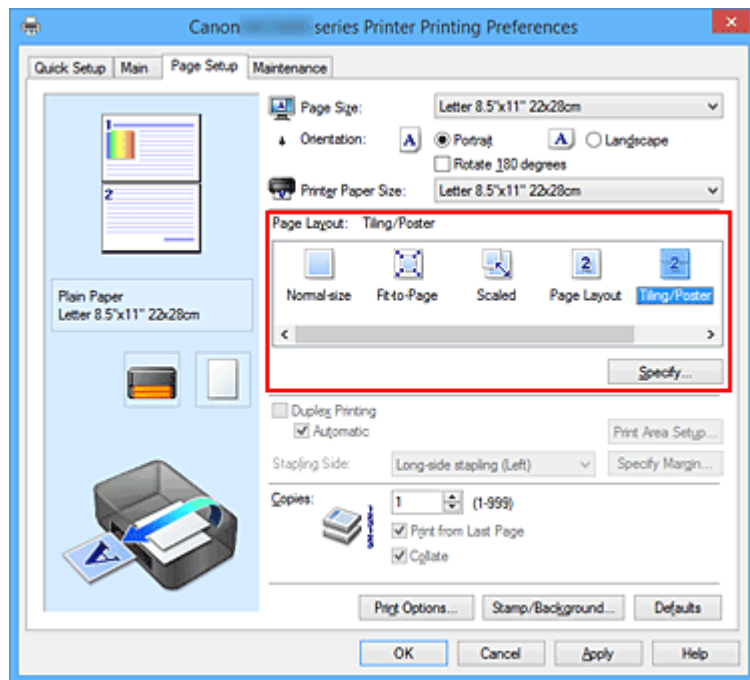 Canon series Printer Printing Preferences
Quick Setup Main Page Setup Maintenance
1
2
Plain Paper
Letter 8.5"x11" 22x28cm
Page Size: Letter 8.5"x11" 22x28cm
Orientation: A Portrait A Landscape
Rotate 180 degrees
Printer Paper Size: Letter 8.5"x11" 22x28cm
Page Layout: Tiling/Poster
2 2
Normal-size Fit-to-Page Scaled Page Layout Tiling/Poster
Specify...
Duplex Printing
Automatic
Print Area Setup...
Stapling Side: Long-side stapling (Left) Specify Margin...
Copies: 1 (1-999)
Print from Last Page
Collate
A
Print Options... Stamp/Background... Defaults
OK Cancel Apply Help